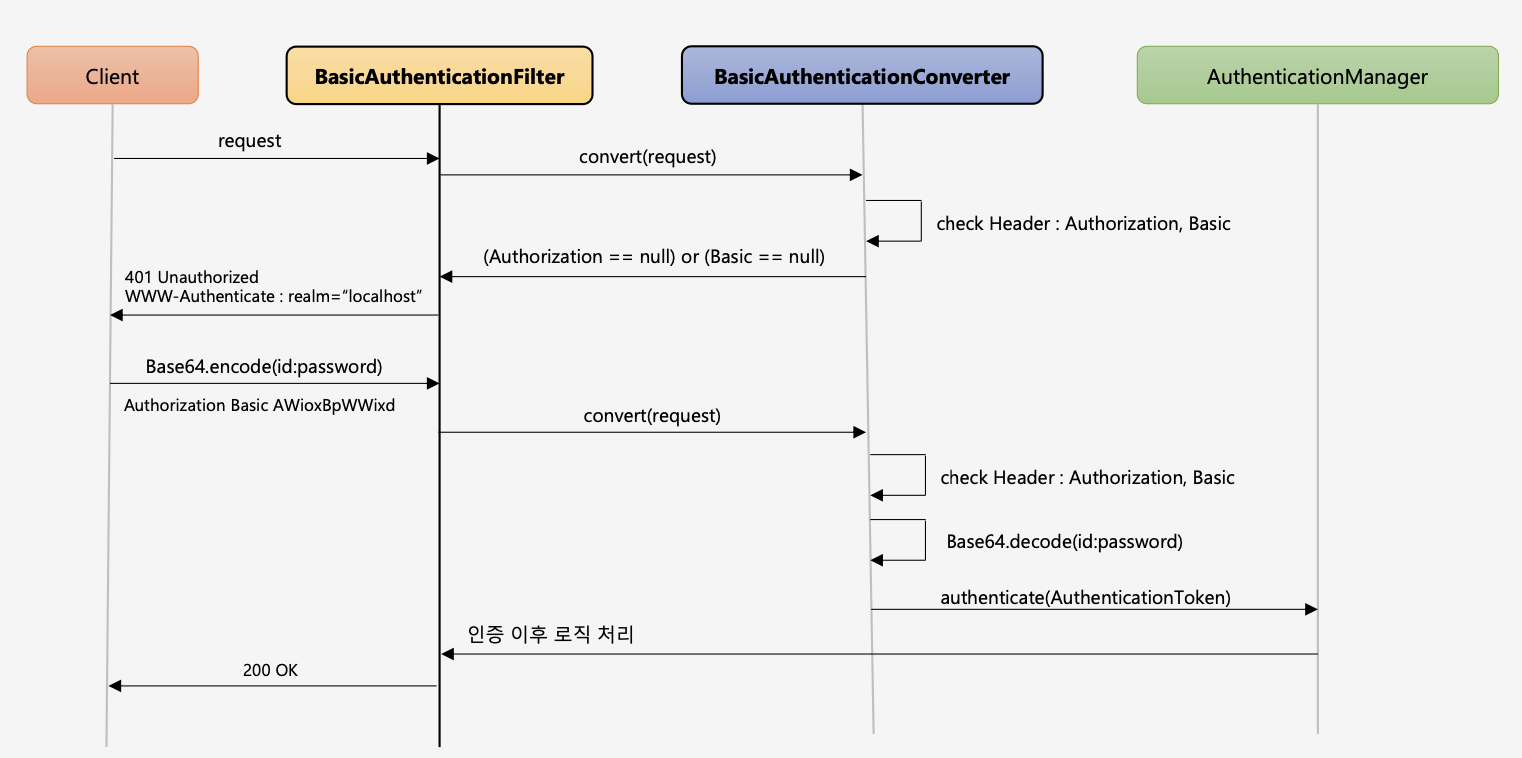 Client
BasicAuthenticationFilter
BasicAuthenticationConverter
AuthenticationManager
request
convert(request)
check Header : Authorization, Basic
(Authorization == null) or (Basic == null)
401 Unauthorized
WWW-Authenticate : realm=“localhost”
Base64.encode(id:password)
Authorization Basic AWioxBpWWixd
convert(request)
check Header : Authorization, Basic
Base64.decode(id:password)
authenticate(AuthenticationToken)
인증 이후 로직 처리
200 OK